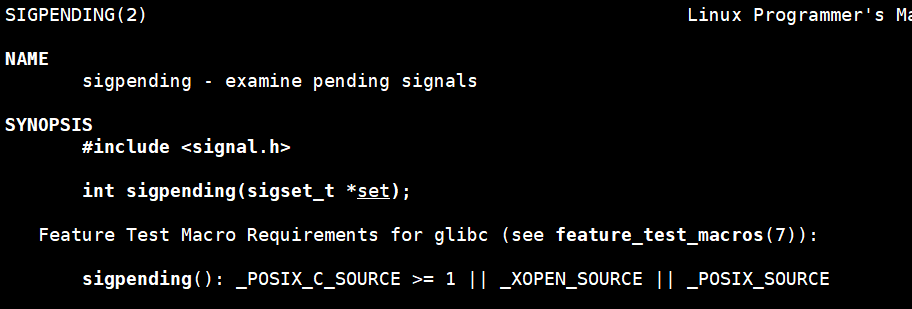 SIGPENDING(2) Linux Programmer's
NAME
sigpending - examine pending signals
SYNOPSIS
#include <signal.h>
int sigpending(sigset_t *set);
Feature Test Macro Requirements for glibc (see feature_test_macros(7)):
sigpending(): _POSIX_C_SOURCE >= 1 || _XOPEN_SOURCE || _POSIX_SOURCE